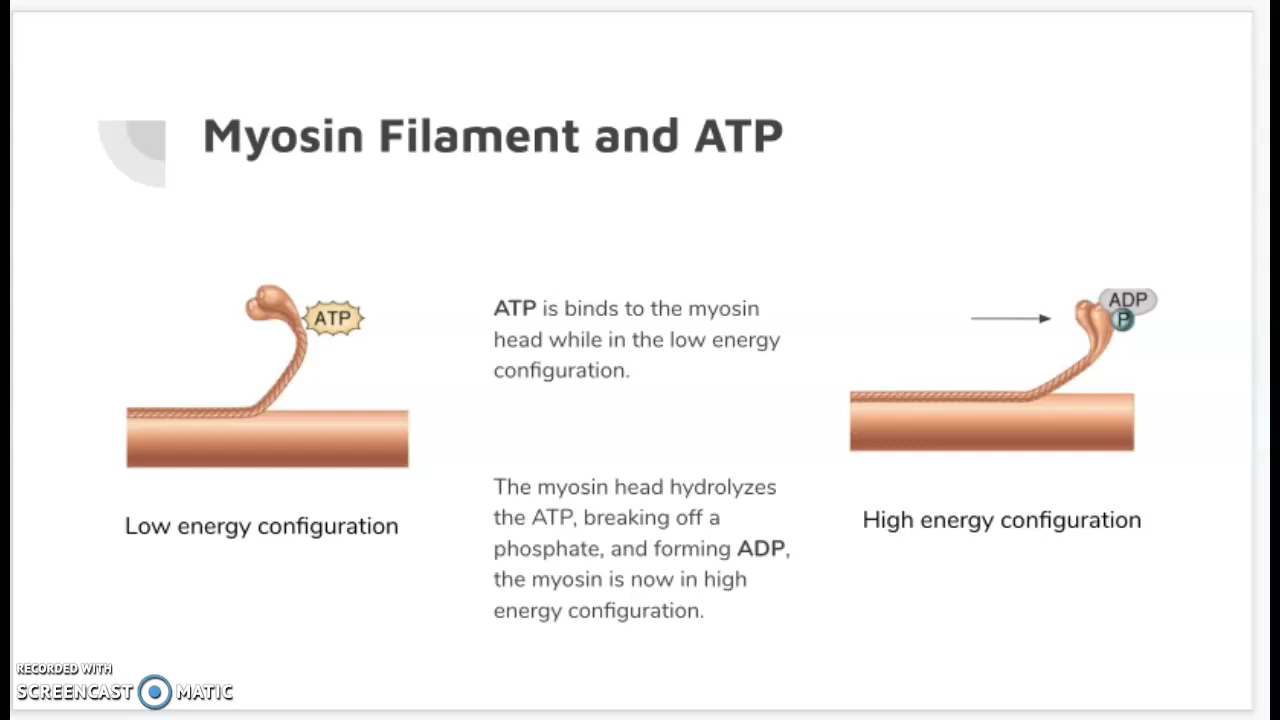 Myosin Filament and ATP
ATP
ATP is binds to the myosin
head while in the low energy
configuration.
ADP
P
Low energy configuration
The myosin head hydrolyzes
the ATP, breaking off a
phosphate, and forming ADP,
the myosin is now in high
energy configuration.
High energy configuration
RECORDED WITH
SCREENCAST MATIC